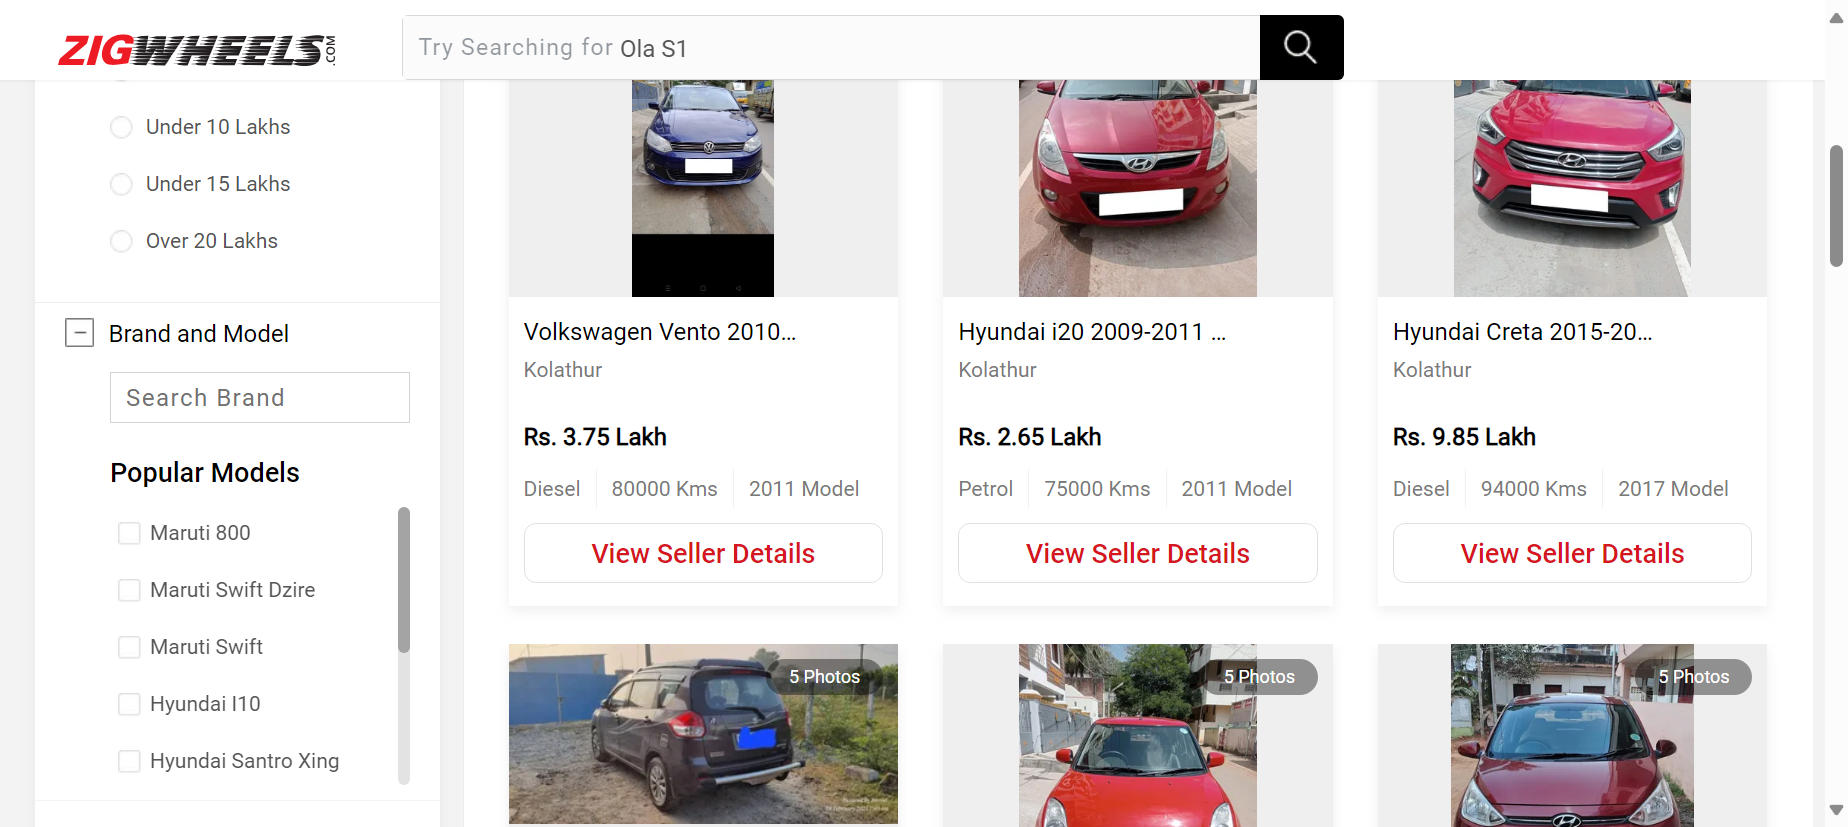 ZIGWHEELS.COM
Try Searching for Ola S1
Under 10 Lakhs
Under 15 Lakhs
Over 20 Lakhs
Brand and Model
Search Brand
Popular Models
Maruti 800
Maruti Swift Dzire
Maruti Swift
Hyundai I10
Hyundai Santro Xing
Volkswagen Vento 2010...
Kolathur
Rs. 3.75 Lakh
Diesel 80000 Kms 2011 Model
View Seller Details
Hyundai i20 2009-2011 ...
Kolathur
Rs. 2.65 Lakh
Petrol 75000 Kms 2011 Model
View Seller Details
Hyundai Creta 2015-20...
Kolathur
Rs. 9.85 Lakh
Diesel 94000 Kms 2017 Model
View Seller Details
5 Photos
5 Photos
5 Photos